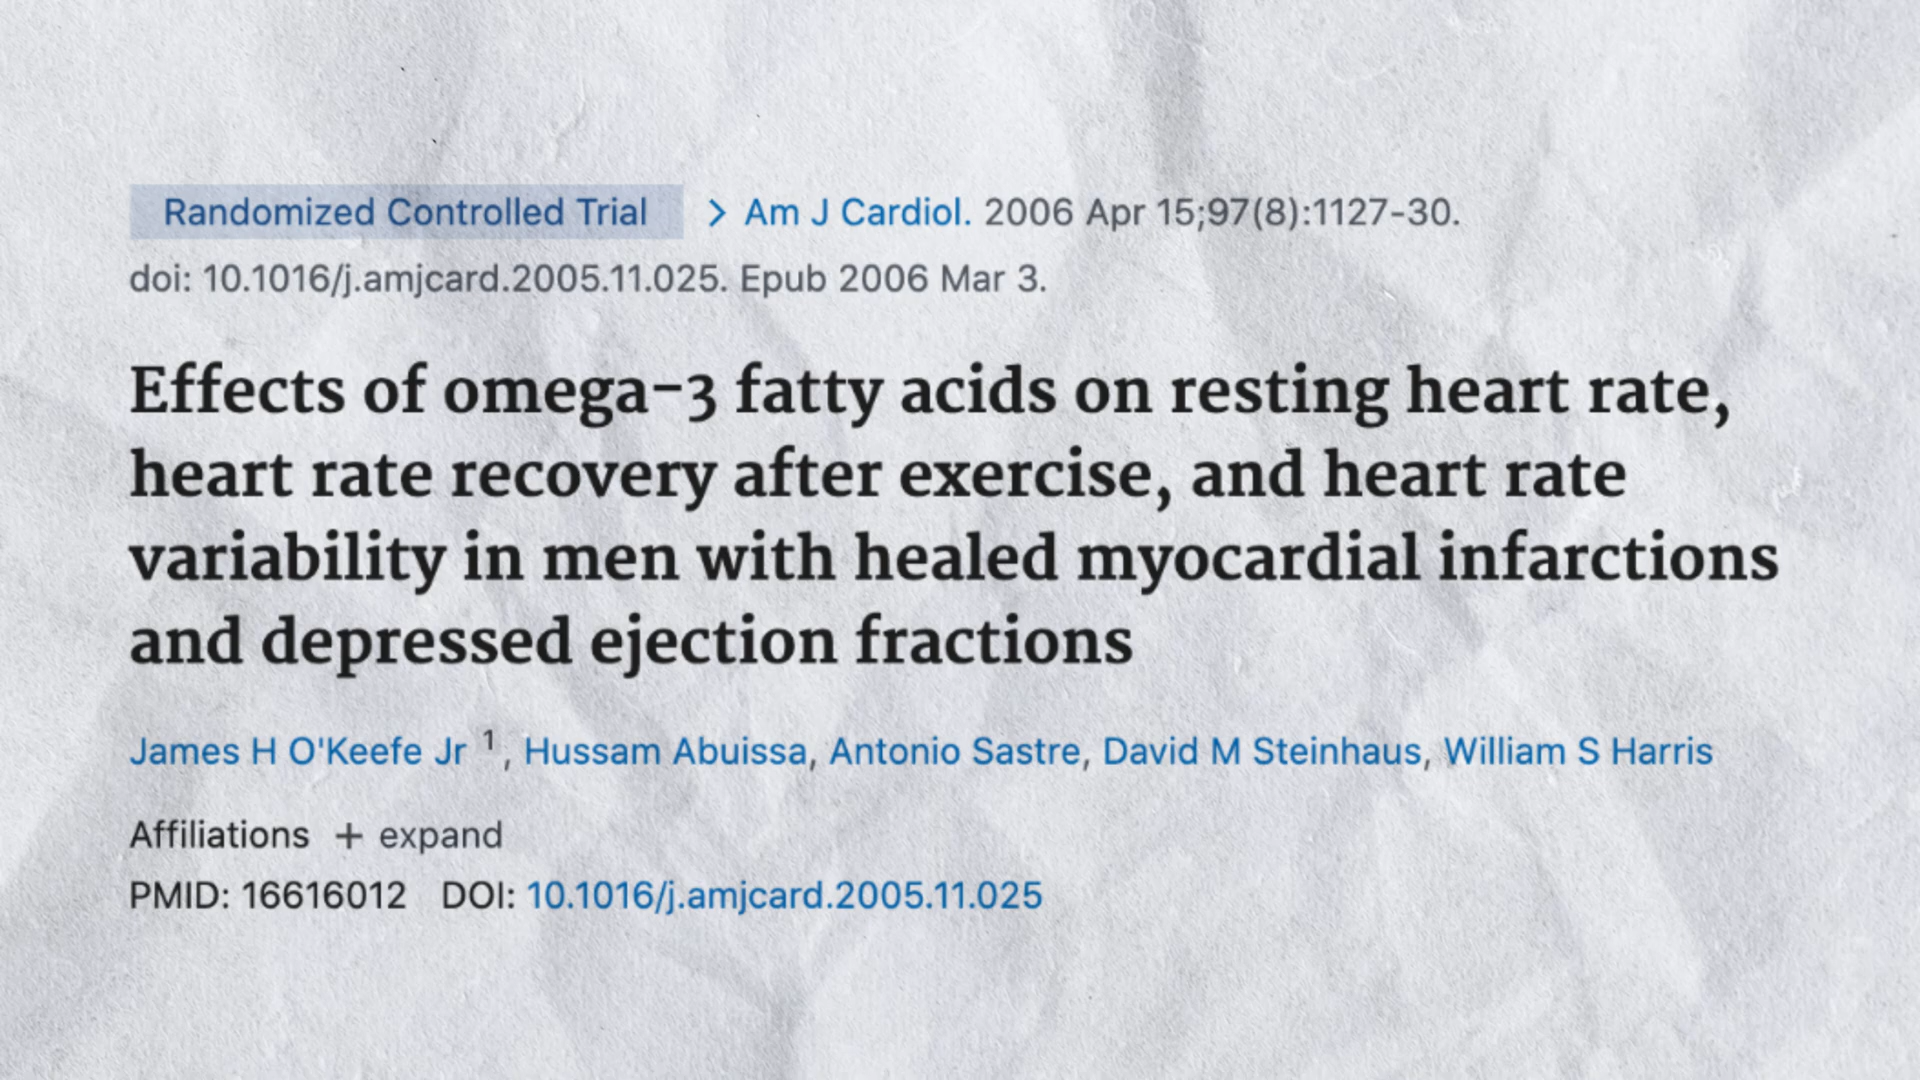 Randomized Controlled Trial > Am J Cardiol. 2006 Apr 15;97(8):1127-30.
doi: 10.1016/j.amjcard.2005.11.025. Epub 2006 Mar 3.
Effects of omega-3 fatty acids on resting heart rate,
heart rate recovery after exercise, and heart rate
variability in men with healed myocardial infarctions
and depressed ejection fractions
James H O'Keefe Jr 1, Hussam Abuissa, Antonio Sastre, David M Steinhaus, William S Harris
Affiliations + expand
PMID: 16616012 DOI: 10.1016/j.amjcard.2005.11.025